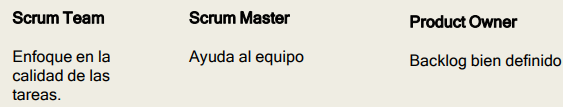 Scrum Team
Enfoque en la
calidad de las
tareas.
Scrum Master
Ayuda al equipo
Product Owner
Backlog bien definido